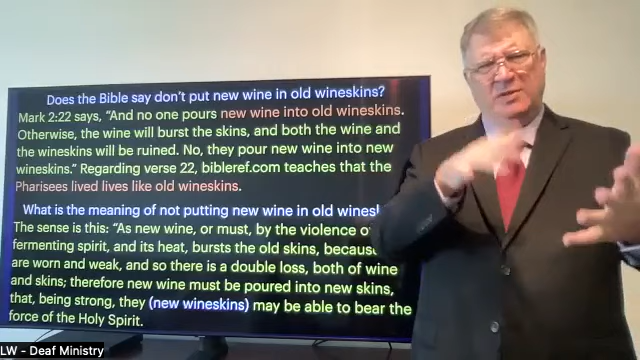 Does the Bible say don't put new wine in old wineskins?
Mark 2:22 says, “And no one pours new wine into old wineskins.
Otherwise, the wine will burst the skins, and both the wine and
the wineskins will be ruined. No, they pour new wine into new
wineskins.” Regarding verse 22, bibleref.com teaches that the
Pharisees lived lives like old wineskins.
What is the meaning of not putting new wine in old
The sense is this: “As new wine, or must, by the violence
fermenting spirit, and its heat, bursts the old skins,
are worn and weak, and so there is a double loss, both of wine
and skins; therefore new wine must be poured into new skins,
that, being strong, they (new wineskins) may be able to bear the
force of the Holy Spirit.
LW - Deaf Ministry